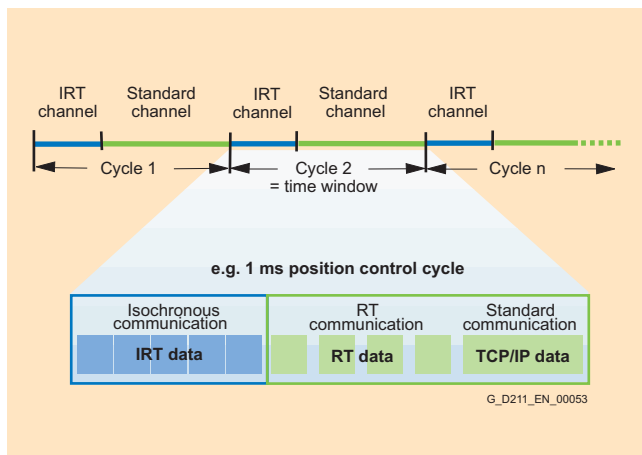 IRT
channel
Standard
channel
IRT
channel
Standard
channel
IRT
channel
Cycle 1
Cycle 2
= time window
Cycle n
e.g. 1 ms position control cycle
Isochronous
communication
IRT data
RT
communication
RT data
Standard
communication
TCP/IP data
G_D211_EN_00053